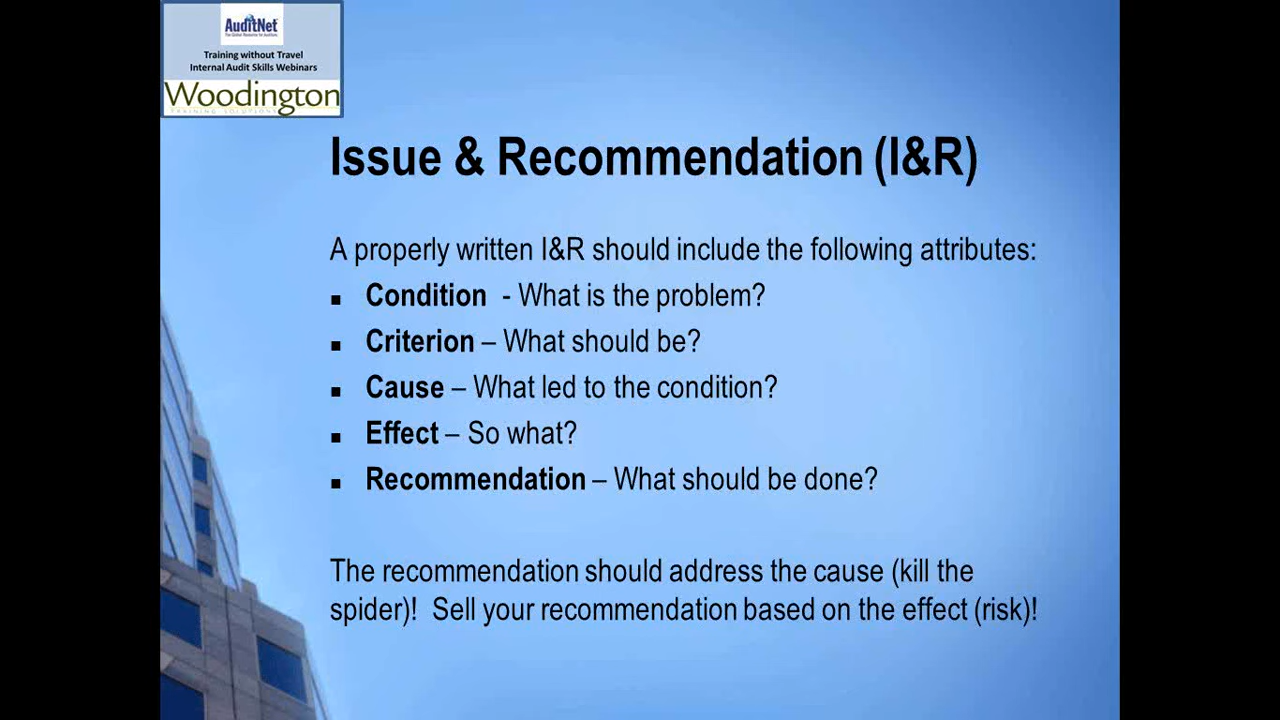 AuditNet
Training without Travel
Internal Audit Skills Webinars
Woodington
TRAINING SOLUTIONS
Issue & Recommendation (I&R)
A properly written I&R should include the following attributes:
▪ Condition - What is the problem?
▪ Criterion – What should be?
▪ Cause – What led to the condition?
▪ Effect – So what?
▪ Recommendation – What should be done?
The recommendation should address the cause (kill the
spider)! Sell your recommendation based on the effect (risk)!